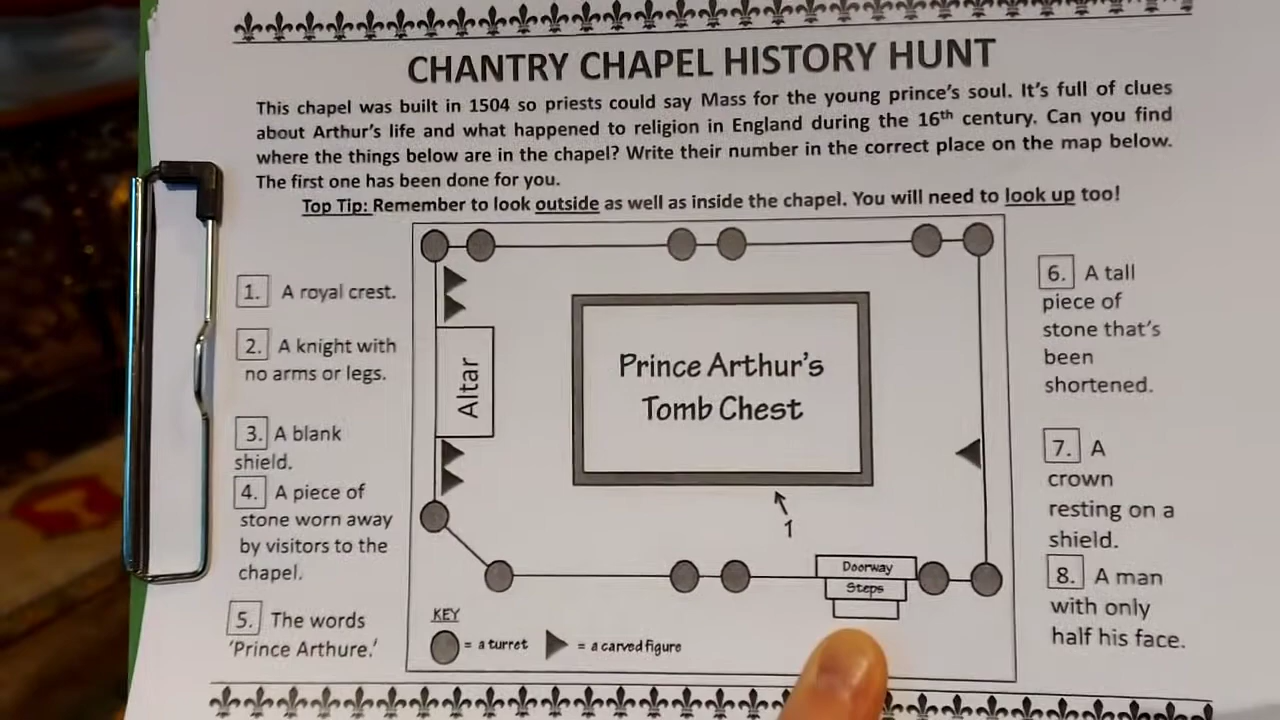 CHANTRY CHAPEL HISTORY HUNT
This chapel was built in 1504 so priests could say Mass for the young prince's soul. It's full of clues
about Arthur's life and what happened to religion in England during the 16th century. Can you find
where the things below are in the chapel? Write their number in the correct place on the map below.
The first one has been done for you.
Top Tip: Remember to look outside as well as inside the chapel. You will need to look up too!
1. A royal crest.
2. A knight with
no arms or legs.
3. A blank
shield.
4. A piece of
stone worn away
by visitors to the
chapel.
5. The words
'Prince Arthure.'
Altar
Prince Arthur's
Tomb Chest
1
Doorway
Steps
KEY
= a turret
= a carved figure
6. A tall
piece of
stone that's
been
shortened.
7. A
crown
resting on a
shield.
8. A man
with only
half his face.